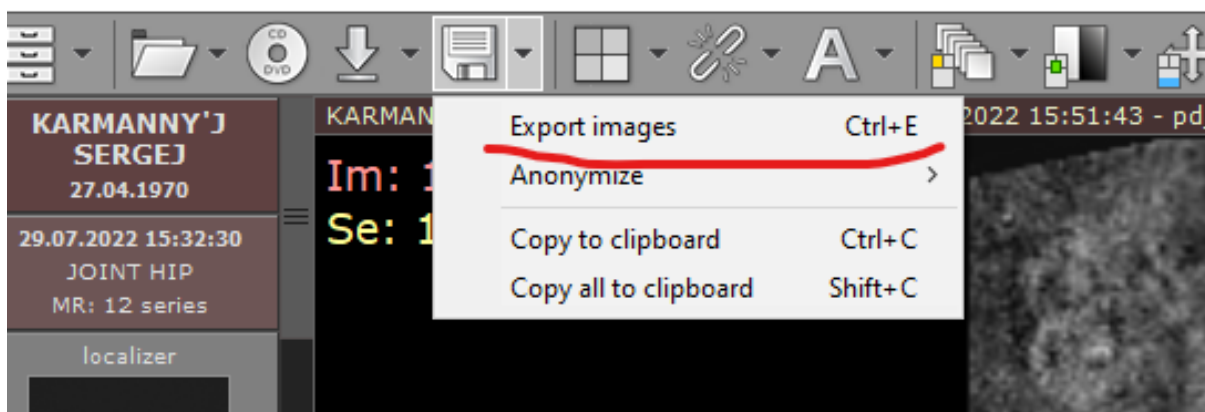 CD
DVD
A
KARMANNY'J
SERGEJ
27.04.1970
29.07.2022 15:32:30
JOINT HIP
MR: 12 series
localizer
KARMAN
2022 15:51:43 - pd_
Im: 1
Se: 1
Export images Ctrl+E
Anonymize >
Copy to clipboard Ctrl+C
Copy all to clipboard Shift+C